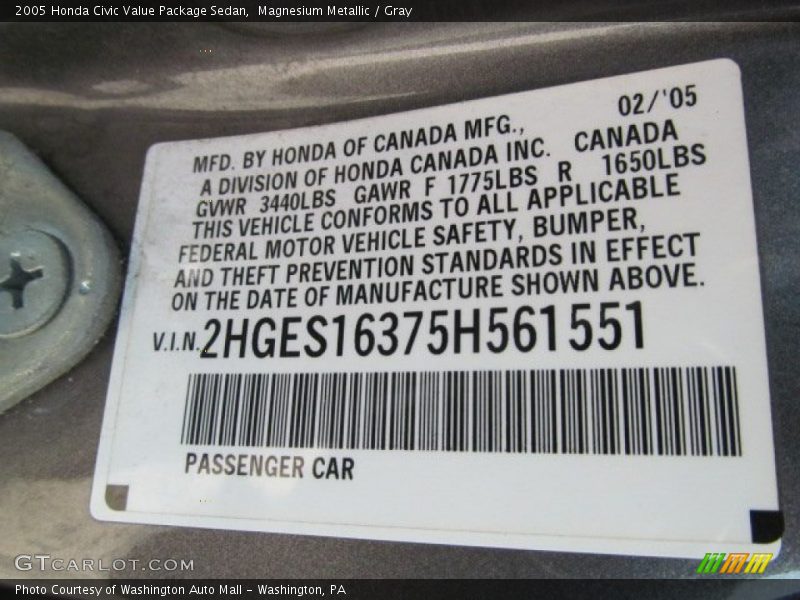 2005 Honda Civic Value Package Sedan,  Magnesium Metallic / Gray
02/'05
MFD. BY HONDA OF CANADA MFG.,
A DIVISION OF HONDA CANADA INC. CANADA
GVWR 3440LBS GAWR F 1775LBS R 1650LBS
THIS VEHICLE CONFORMS TO ALL APPLICABLE
FEDERAL MOTOR VEHICLE SAFETY, BUMPER,
AND THEFT PREVENTION STANDARDS IN EFFECT
ON THE DATE OF MANUFACTURE SHOWN ABOVE.
V.I.N. 2HGES16375H561551
PASSENGER CAR
GTCARLOT.COM
Photo Courtesy of Washington Auto Mall - Washington, PA